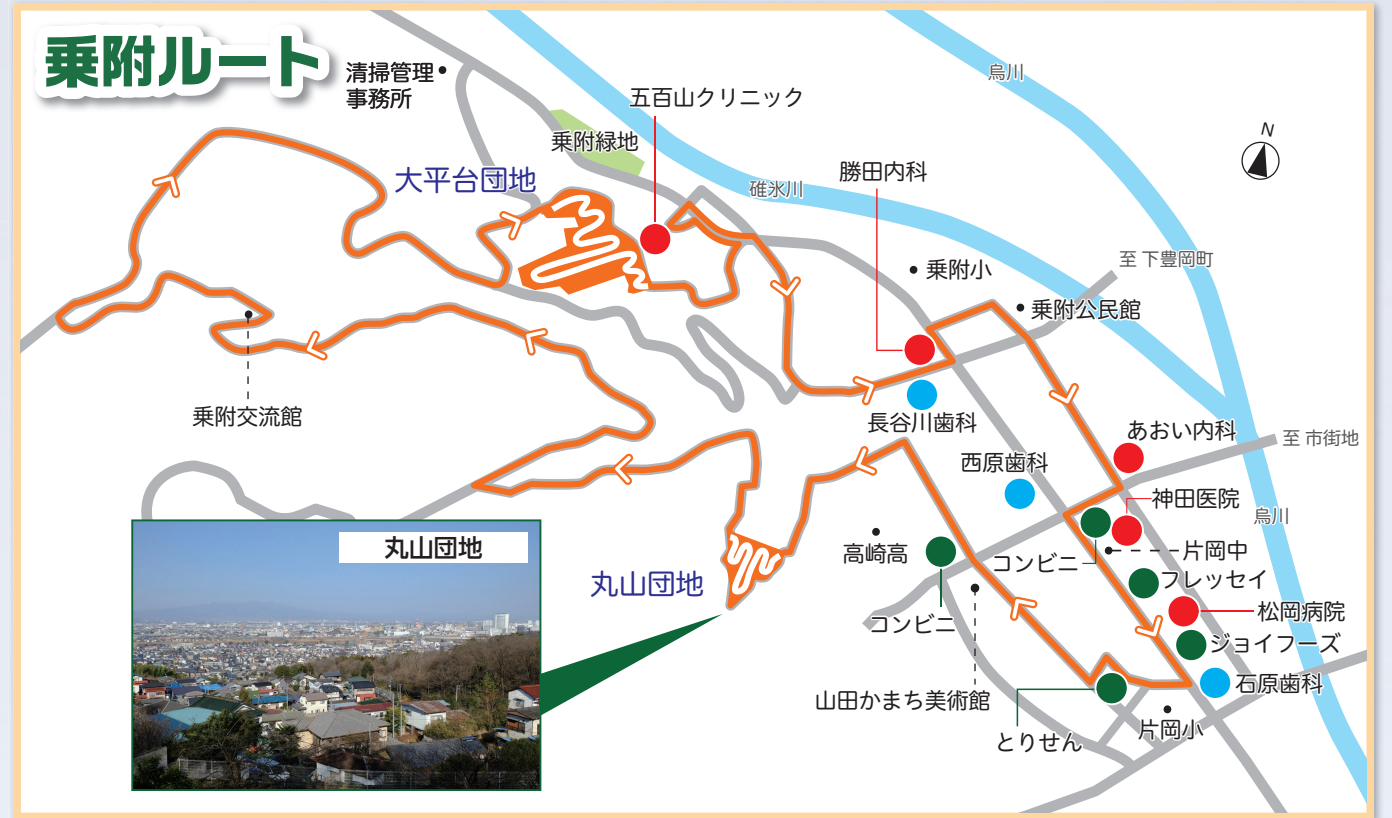 乗附ルート
清掃管理
事務所
五百山クリニック
烏川
N
乗附緑地
大平台団地
碓氷川
勝田内科
乗附小
至 下豊岡町
乗附公民館
乗附交流館
長谷川歯科
あおい内科
至 市街地
西原歯科
神田医院
烏川
高崎高
コンビニ
片岡中
フレッセイ
丸山団地
丸山団地
コンビニ
松岡病院
ジョイフーズ
山田かまち美術館
石原歯科
とりせん
片岡小